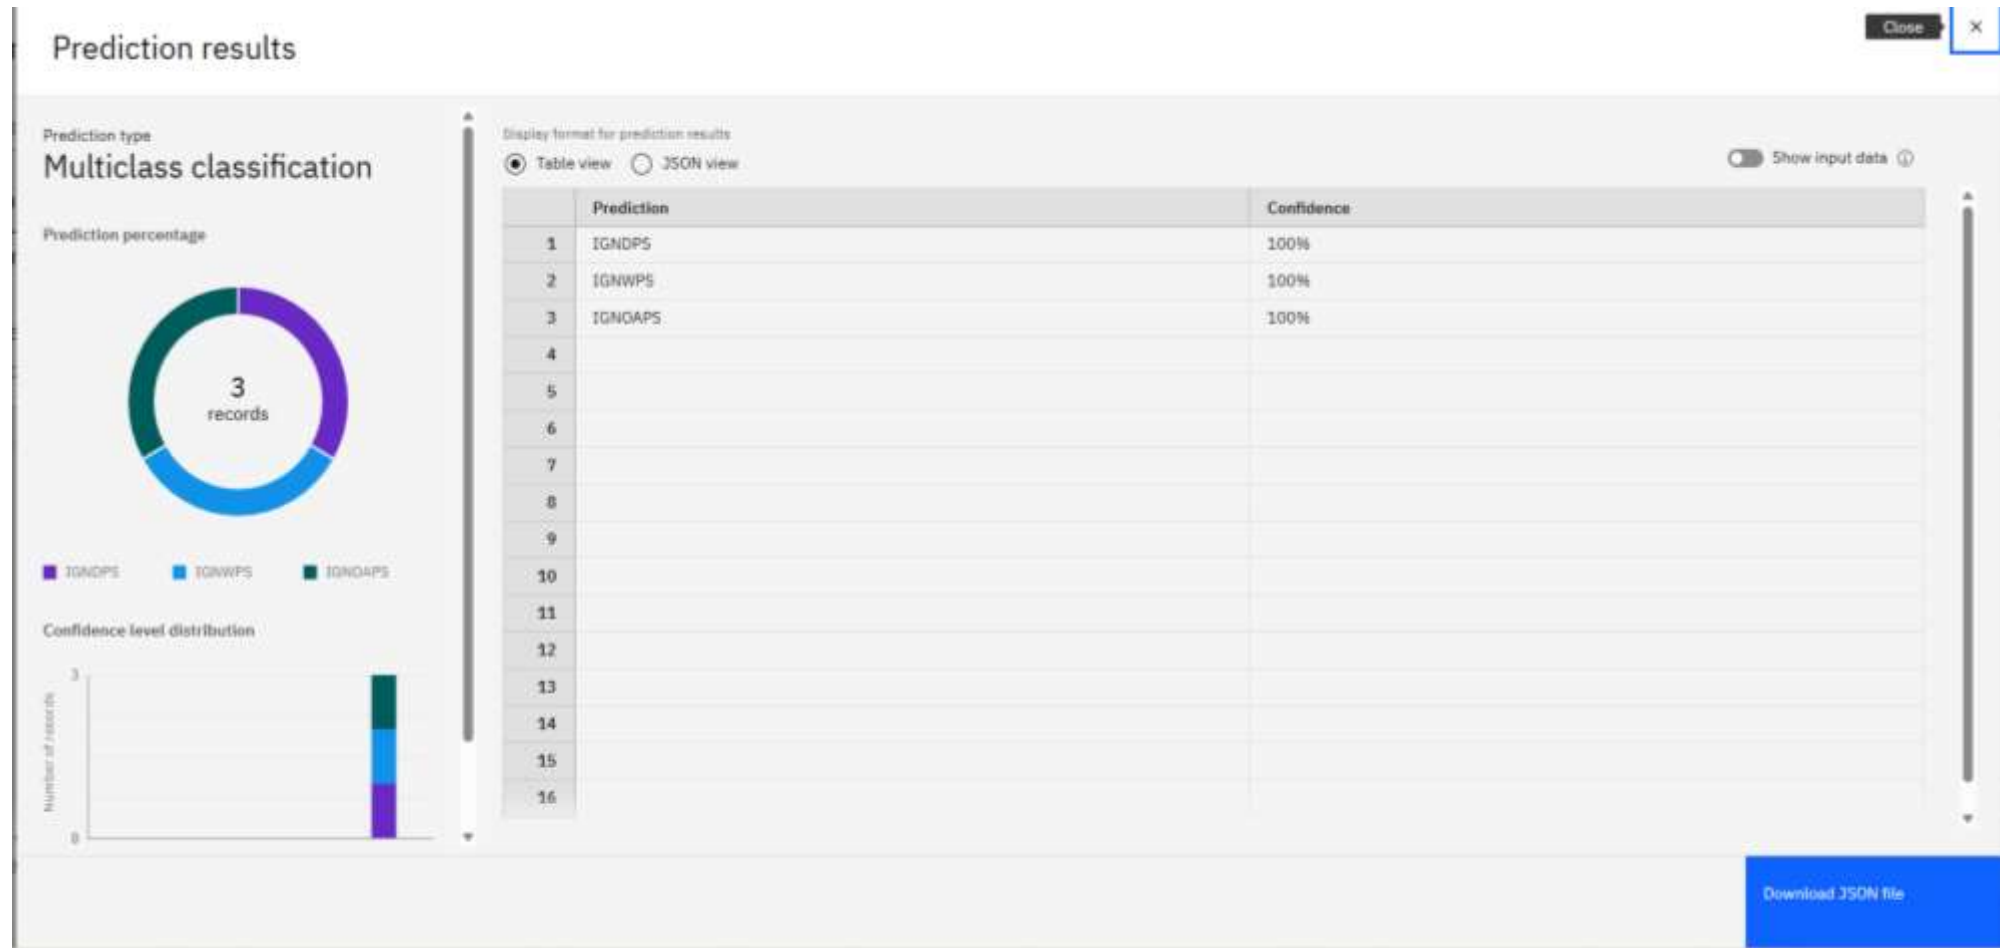 Close
Prediction results
Prediction type
Multiclass classification
Prediction percentage
3
records
IGNDPS IGNWPS IGNOAPS
Confidence level distribution
3
Number of records
0
Display format for prediction results
Table view JSON view
Show input data
Prediction Confidence
1 IGNDPS 100%
2 IGNWPS 100%
3 IGNOAPS 100%
4
5
6
7
8
9
10
11
12
13
14
15
16
Download JSON file